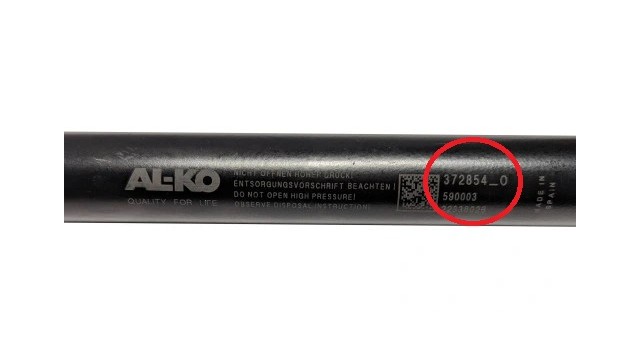 AL-KO
QUALITY FOR LIFE
NICHT ÖFFNEN HOHER DRUCK!
ENTSORGUNGSVORSCHRIFT BEACHTEN!
DO NOT OPEN HIGH PRESSURE!
OBSERVE DISPOSAL INSTRUCTION!
372854_0
590003
MADE IN
SPAIN